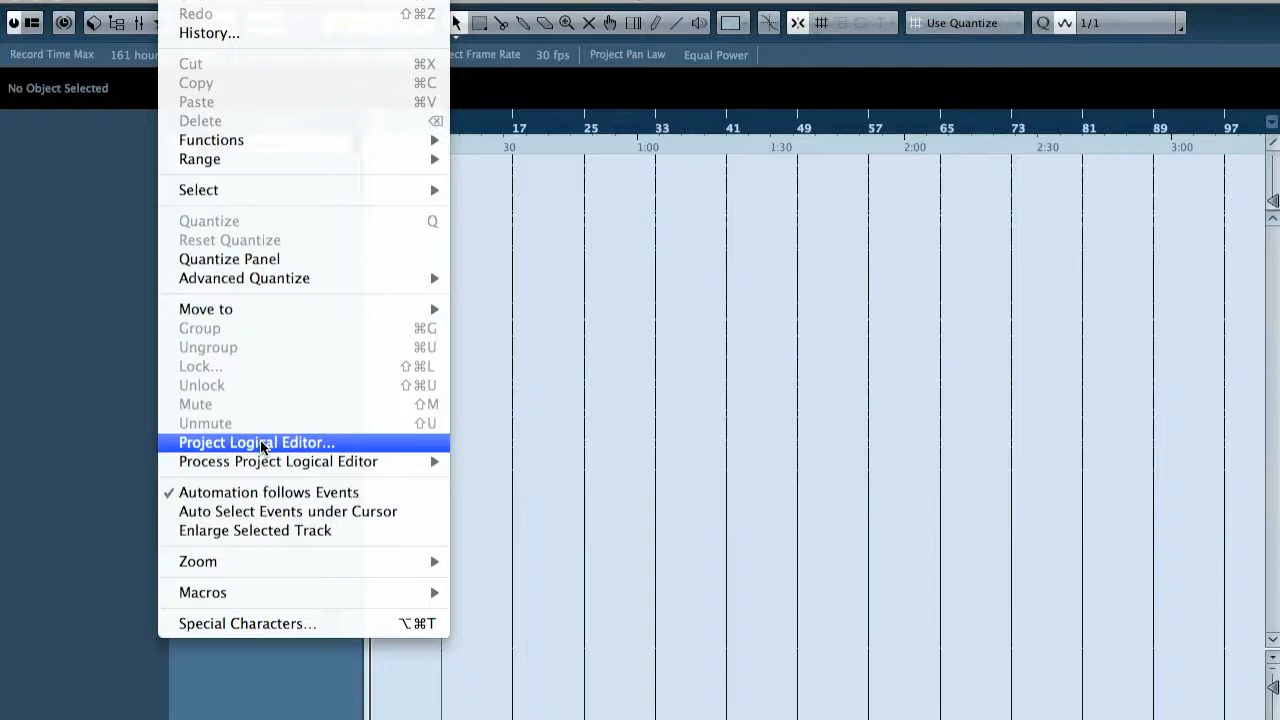 Redo ⇧⌘Z
History...
Use Quantize
Q
1/1
Record Time Max 161 hour
ect Frame Rate 30 fps Project Pan Law Equal Power
Cut ⌘X
Copy ⌘C
No Object Selected
Paste ⌘V
Delete ⌫
17 25 33 41 49 57 65 73 81 89 97
Functions
30 1:00 1:30 2:00 2:30 3:00
Range
Select
Quantize Q
Reset Quantize
Quantize Panel
Advanced Quantize
Move to
Group ⌘G
Ungroup ⌘U
Lock... ⇧⌘L
Unlock ⇧⌘U
Mute ⇧M
Unmute ⇧U
Project Logical Editor...
Process Project Logical Editor
✓ Automation follows Events
Auto Select Events under Cursor
Enlarge Selected Track
Zoom
Macros
Special Characters... ⌥⌘T